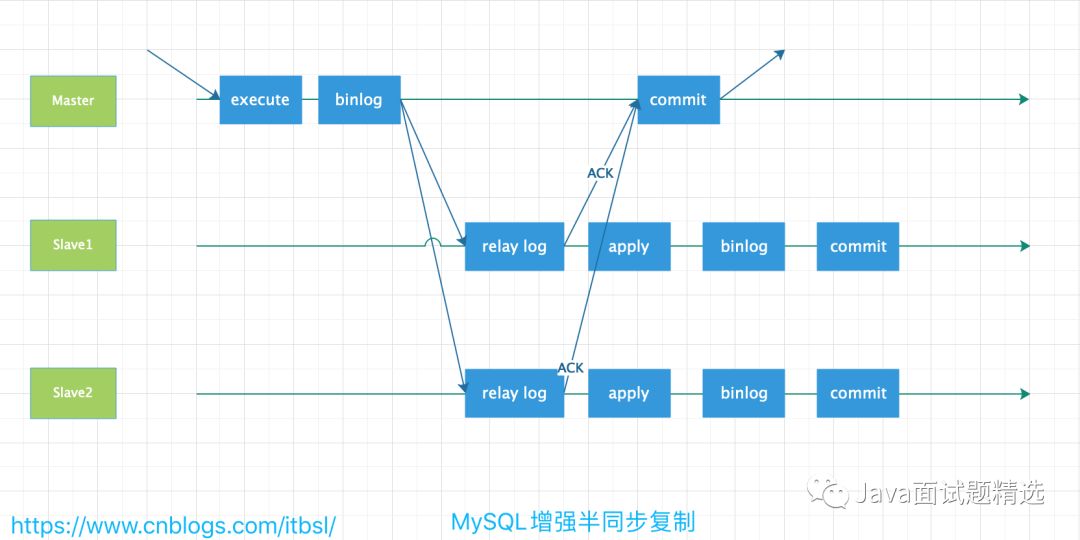 Master
execute
binlog
commit
ACK
Slave1
relay log
apply
binlog
commit
ACK
Slave2
relay log
apply
binlog
commit
Java面试题精选
https://www.cnblogs.com/itbsl/
MySQL增强半同步复制